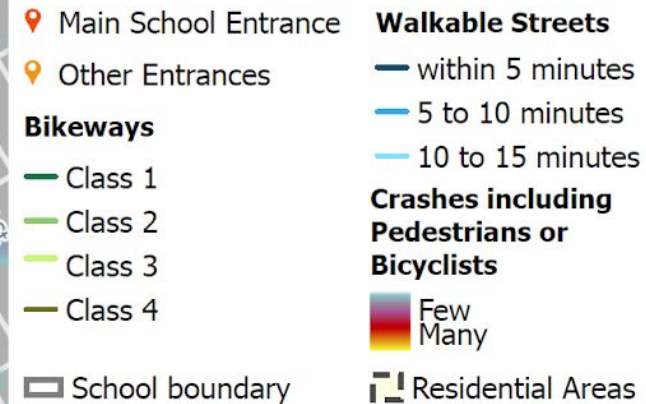 Main School Entrance
Other Entrances
Bikeways
Class 1
Class 2
Class 3
Class 4
School boundary
Walkable Streets
within 5 minutes
5 to 10 minutes
10 to 15 minutes
Crashes including
Pedestrians or
Bicyclists
Few
Many
Residential Areas